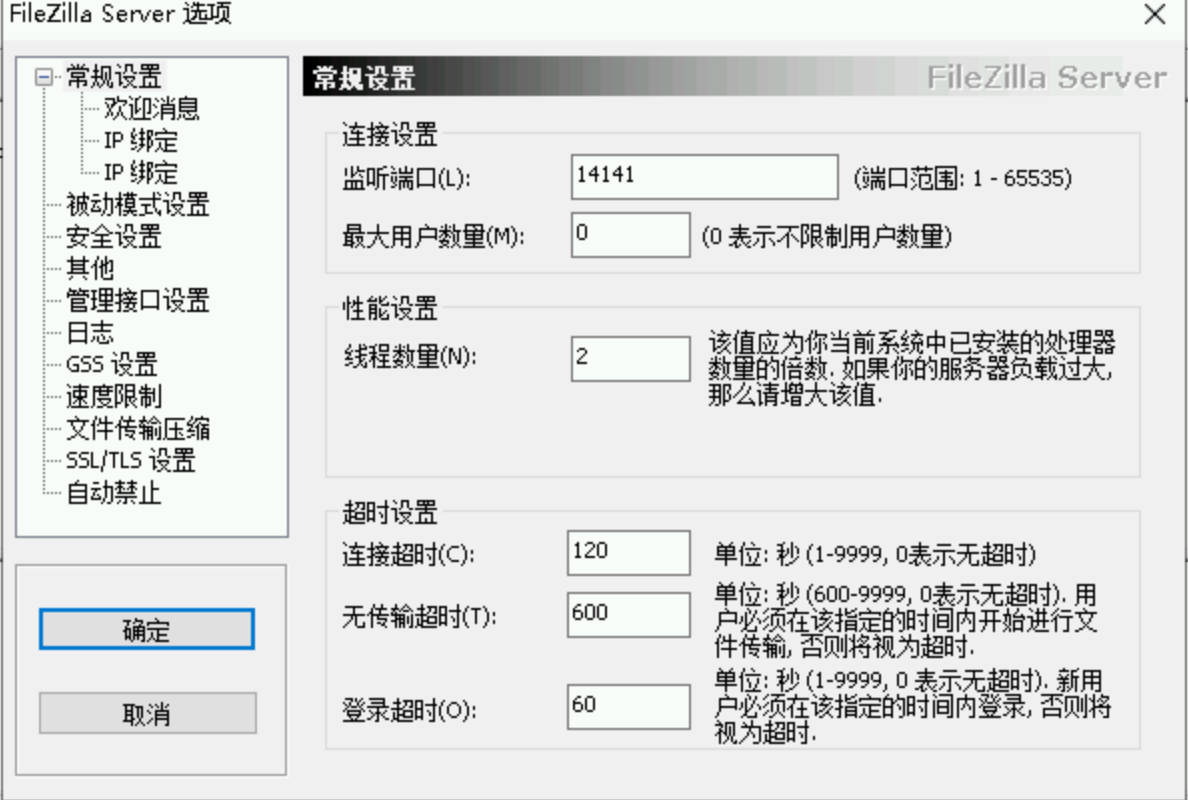 FileZilla Server 选项
常规设置
欢迎消息
IP 绑定
IP 绑定
被动模式设置
安全设置
其他
管理接口设置
日志
GSS 设置
速度限制
文件传输压缩
SSL/TLS 设置
自动禁止
确定
取消
常规设置
FileZilla Server
连接设置
监听端口(L): 14141 (端口范围: 1 - 65535)
最大用户数量(M): 0 (0 表示不限制用户数量)
性能设置
线程数量(N): 2
该值应为你当前系统中已安装的处理器
数量的倍数. 如果你的服务器负载过大,
那么请增大该值.
超时设置
连接超时(C): 120 单位: 秒 (1-9999, 0表示无超时)
无传输超时(T): 600
单位: 秒 (600-9999, 0表示无超时). 用
户必须在该指定的时间内开始进行文
件传输, 否则将视为超时.
登录超时(O): 60
单位: 秒 (1-9999, 0 表示无超时). 新用
户必须在该指定的时间内登录, 否则将
视为超时.